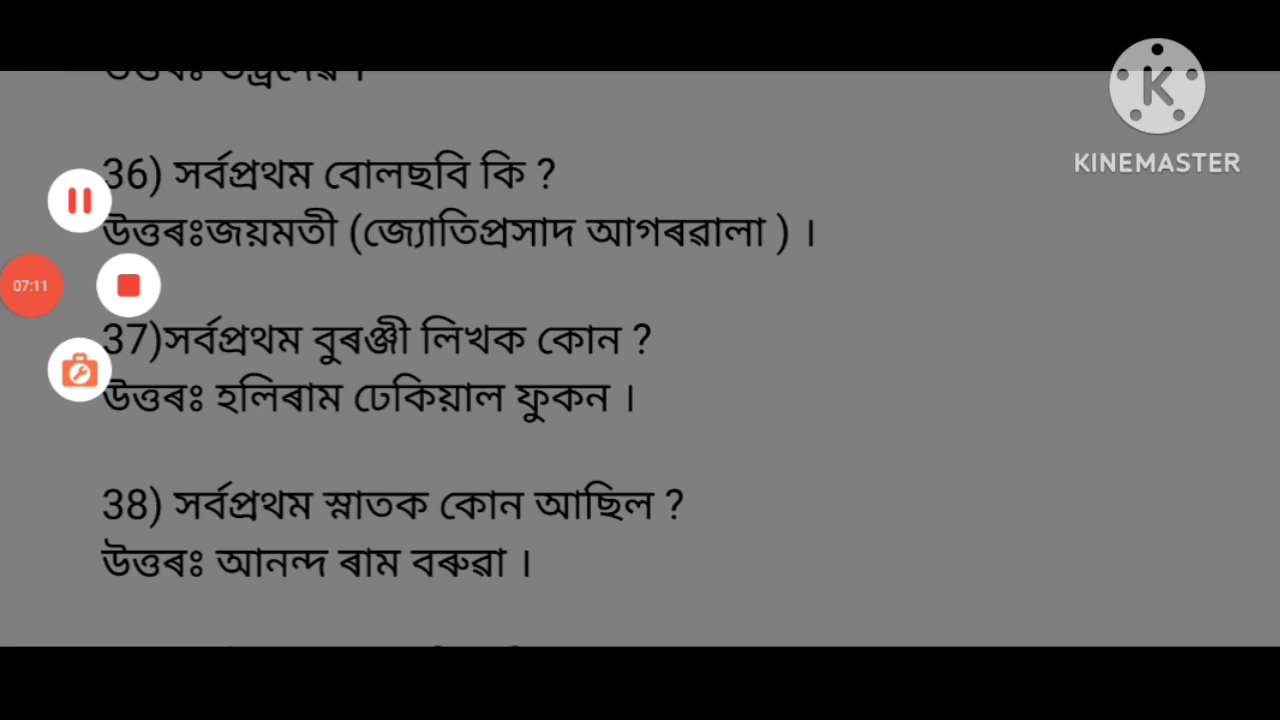 36) সৰ্বপ্ৰথম বোলছবি কি ?
উত্তৰঃজয়মতী (জ্যোতিপ্ৰসাদ আগৰৱালা ) ।
37)সৰ্বপ্ৰথম বুৰঞ্জী লিখক কোন ?
উত্তৰঃ হলিৰাম ঢেকিয়াল ফুকন ।
38) সৰ্বপ্ৰথম স্নাতক কোন আছিল ?
উত্তৰঃ আনন্দ ৰাম বৰুৱা ।
07:11
K
KINEMASTER